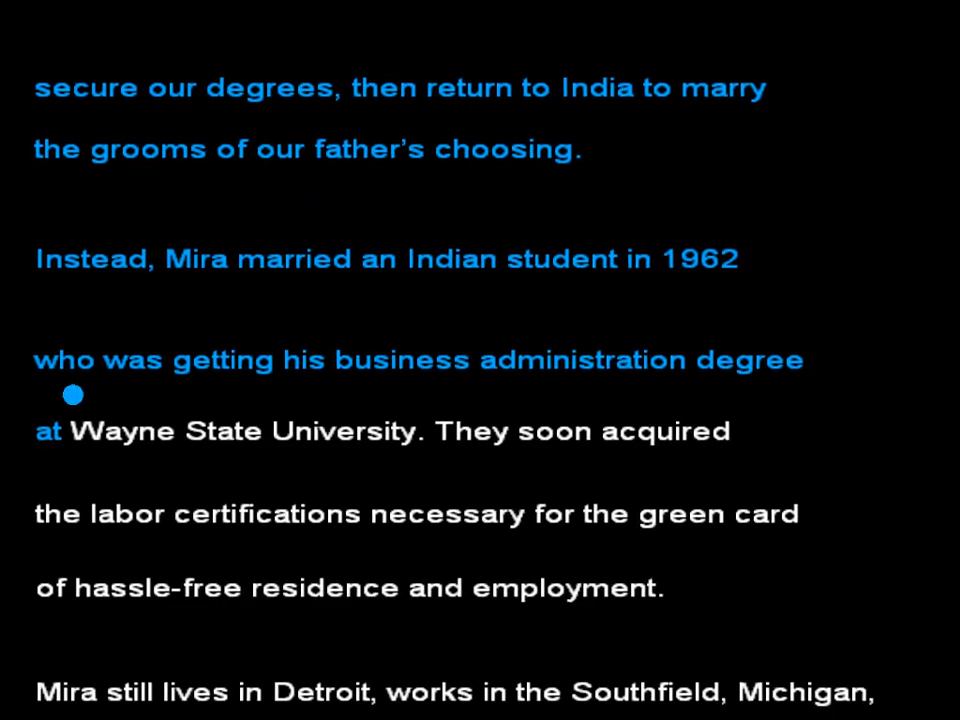 secure our degrees, then return to India to marry
the grooms of our father's choosing.
Instead, Mira married an Indian student in 1962
who was getting his business administration degree
at Wayne State University. They soon acquired
the labor certifications necessary for the green card
of hassle-free residence and employment.
Mira still lives in Detroit, works in the Southfield, Michigan,